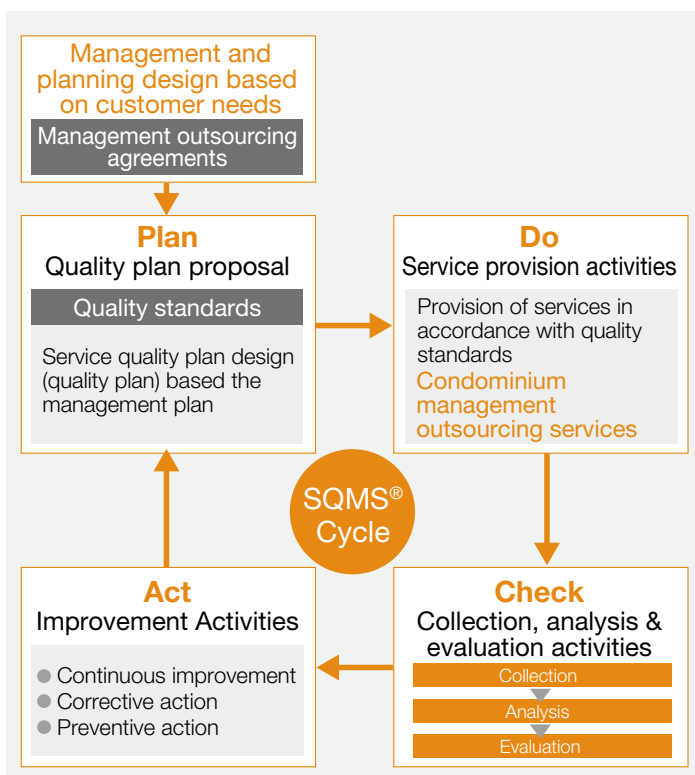 Management and
planning design based
on customer needs
Management outsourcing
agreements
Plan
Quality plan proposal
Quality standards
Service quality plan design
(quality plan) based the
management plan
Do
Service provision activities
Provision of services in
accordance with quality
standards
Condominium
management
outsourcing services
SQMS®
Cycle
Act
Improvement Activities
● Continuous improvement
● Corrective action
● Preventive action
Check
Collection, analysis &
evaluation activities
Collection
Analysis
Evaluation